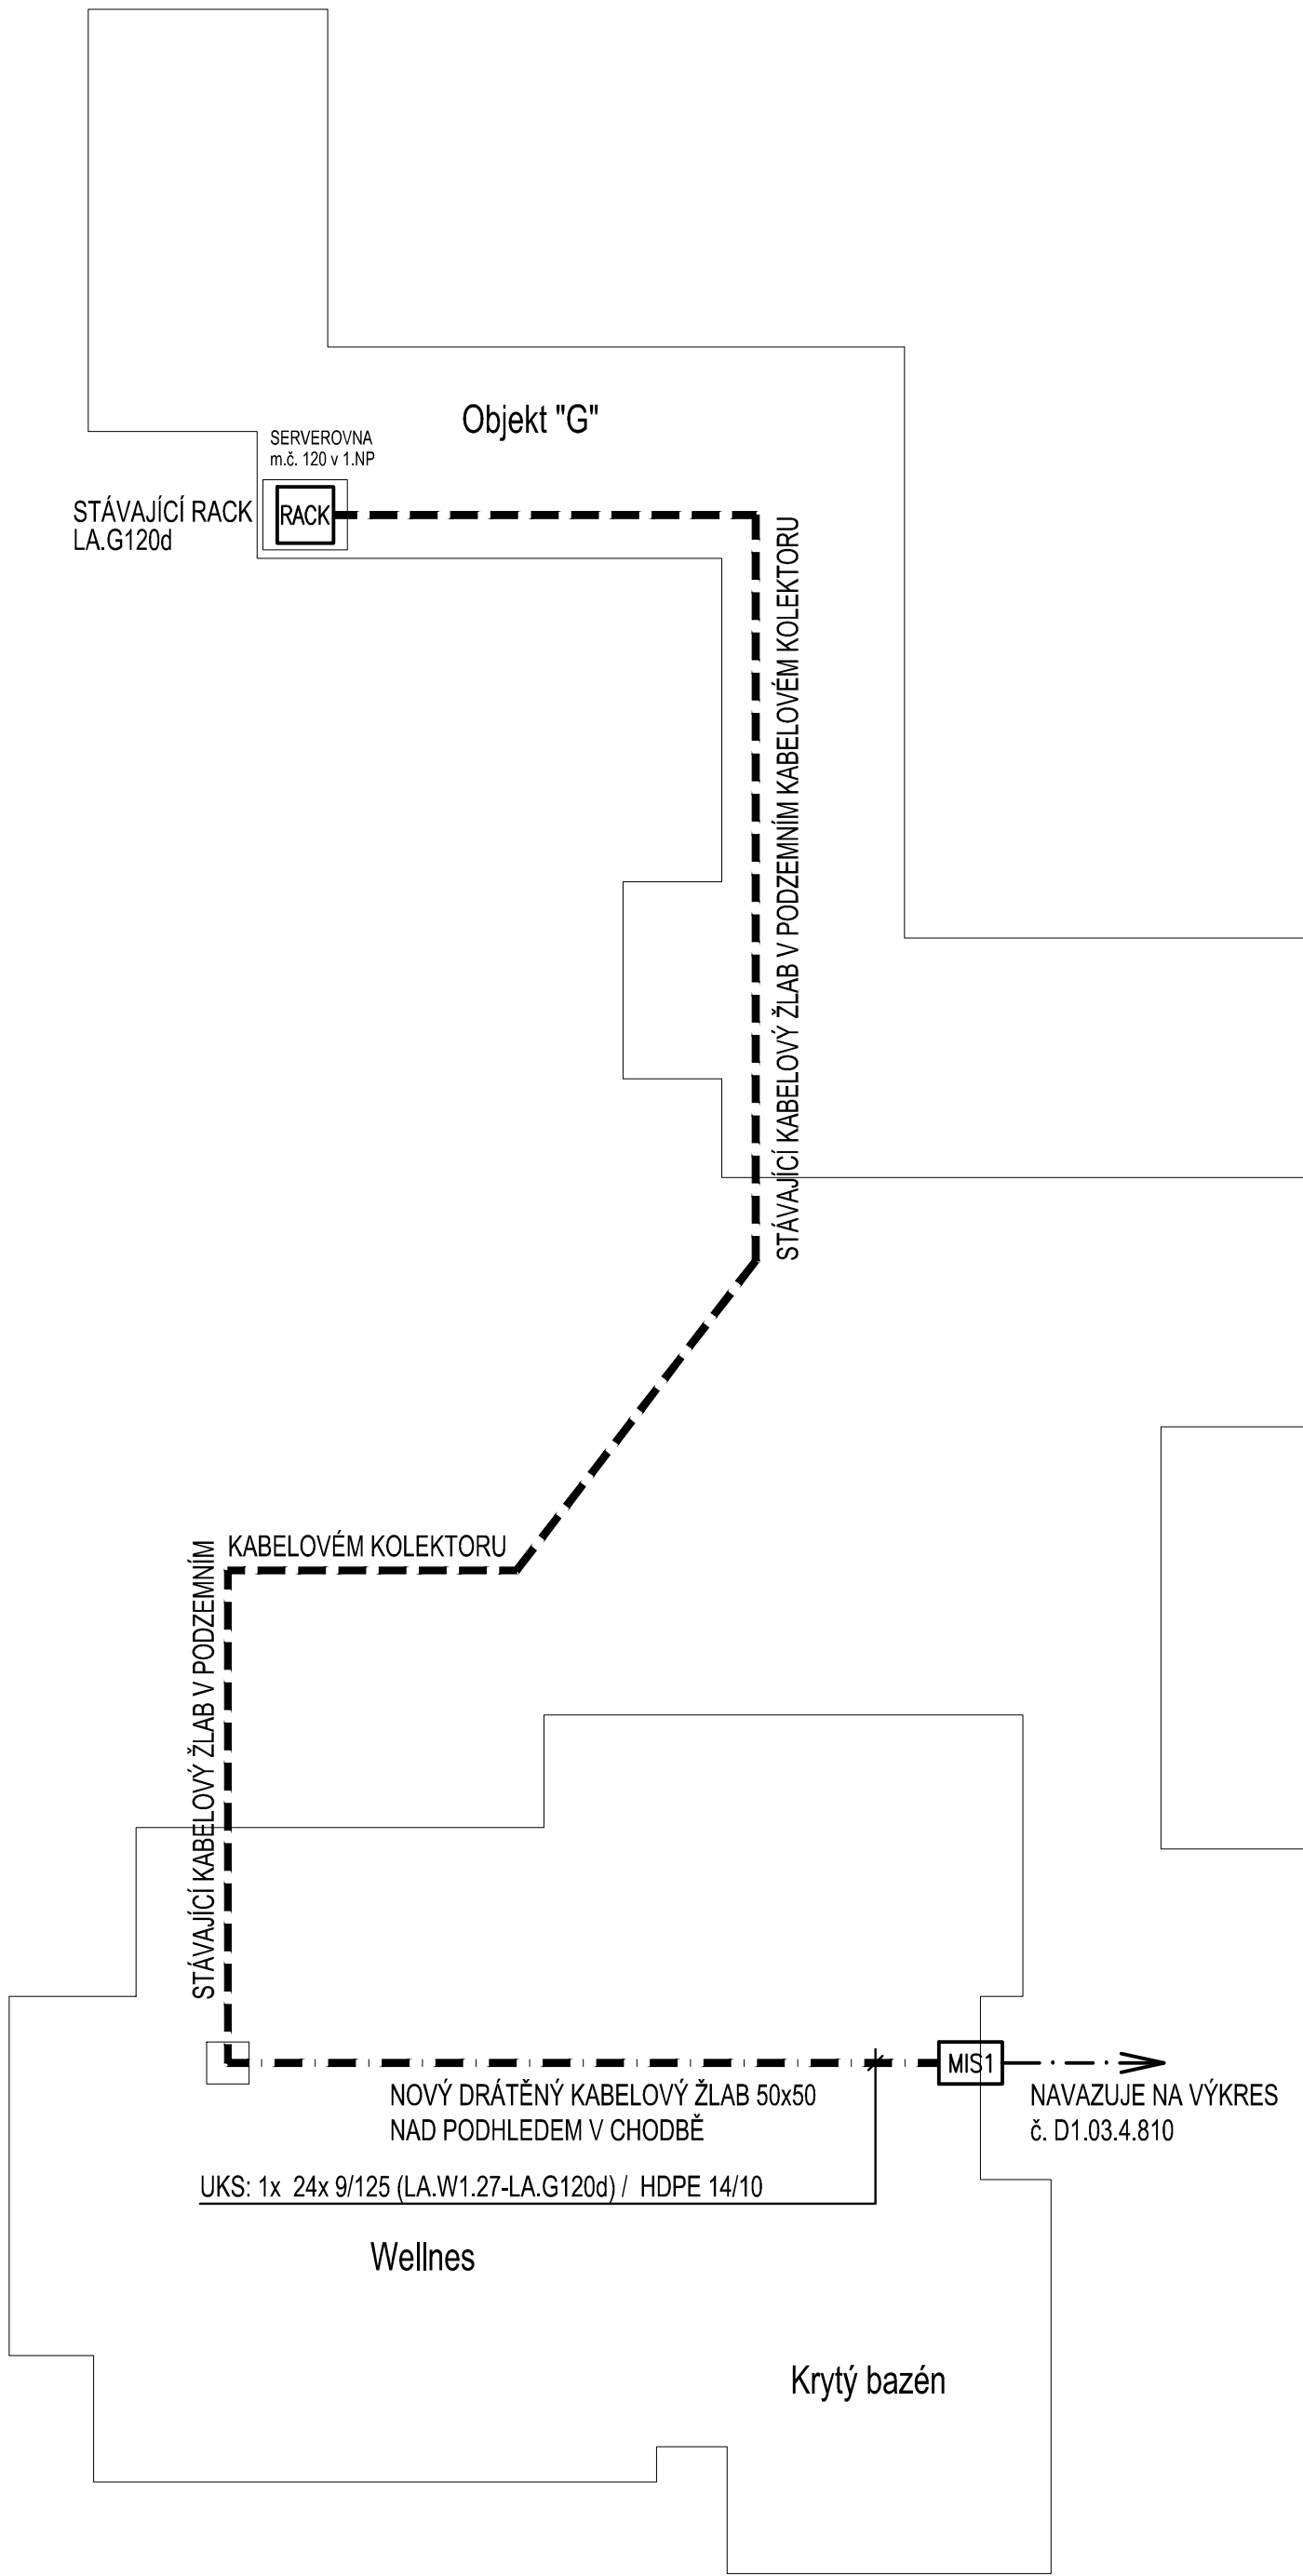 Objekt "G"
SERVEROVNA
m.č. 120 v 1.NP
STÁVAJÍCÍ RACK
LA.G120d
RACK
STÁVAJÍCÍ KABELOVÝ ŽLAB V PODZEMNÍM KABELOVÉM KOLEKTORU
STÁVAJÍCÍ KABELOVÝ ŽLAB V PODZEMNÍM
KABELOVÉM KOLEKTORU
MIS1
NOVÝ DRÁTĚNÝ KABELOVÝ ŽLAB 50x50
NAD PODHLEDEM V CHODBĚ
NAVAZUJE NA VÝKRES
č. D1.03.4.810
UKS: 1x 24x 9/125 (LA.W1.27-LA.G120d) / HDPE 14/10
Wellnes
Krytý bazén